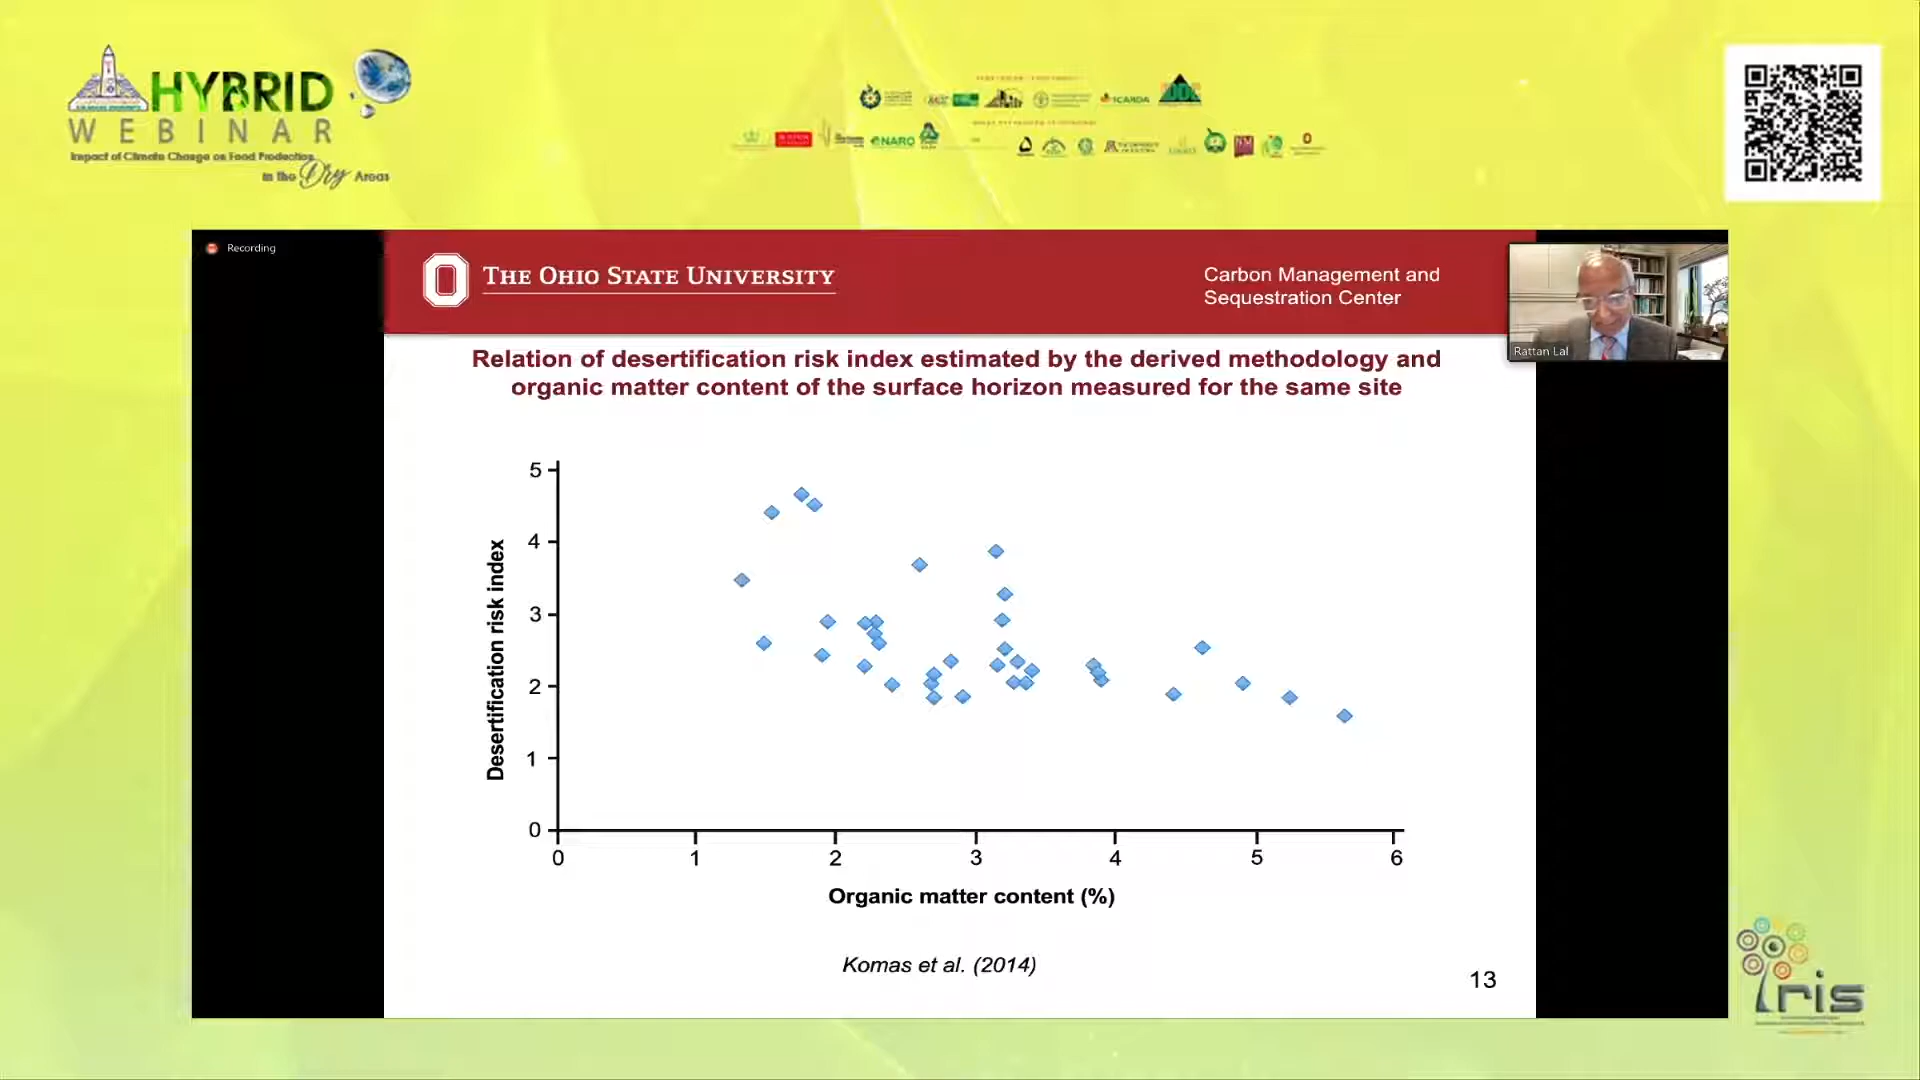 HYBRID
WEBINAR
Impact of Climate Change on Food Production
in the Dry Areas
ICARDA
NARC
Recording
THE OHIO STATE UNIVERSITY
Carbon Management and
Sequestration Center
Rattan Lal
Relation of desertification risk index estimated by the derived methodology and
organic matter content of the surface horizon measured for the same site
Desertification risk index
5
4
3
2
1
0
0 1 2 3 4 5 6
Organic matter content (%)
Komas et al. (2014)
13
iris